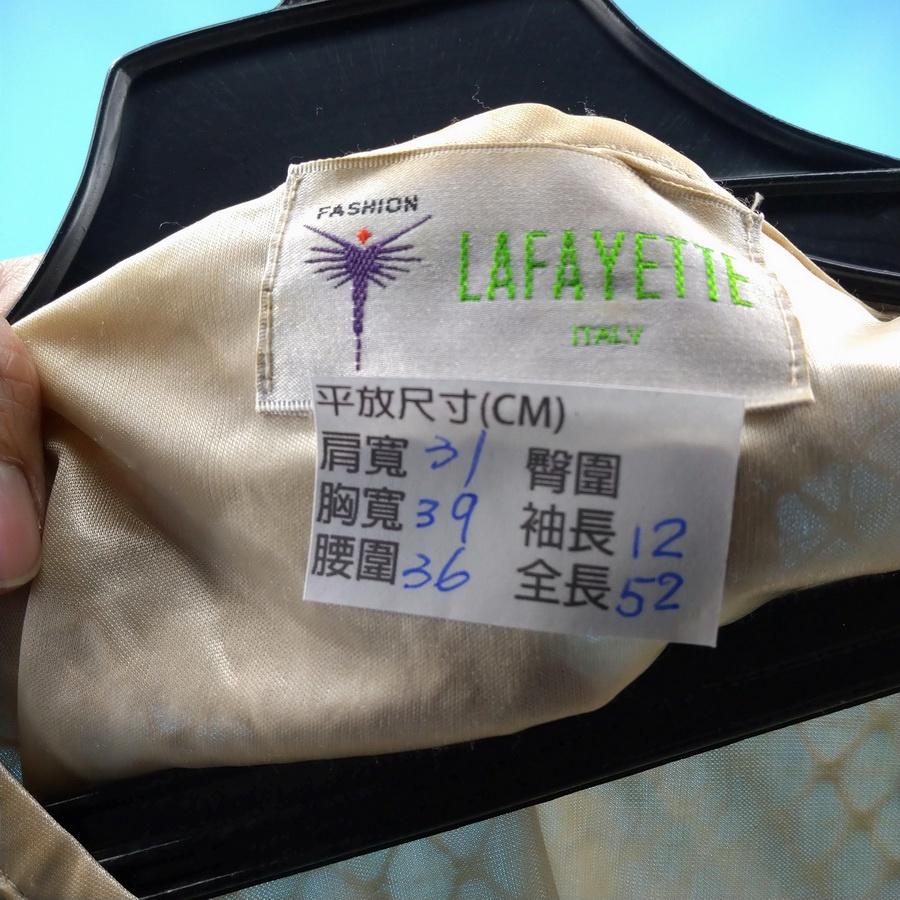 FASHION
LAFAYETTE
ITALY
平放尺寸(CM)
肩寬 31 臀圍
胸寬 39 袖長 12
腰圍 36 全長 52